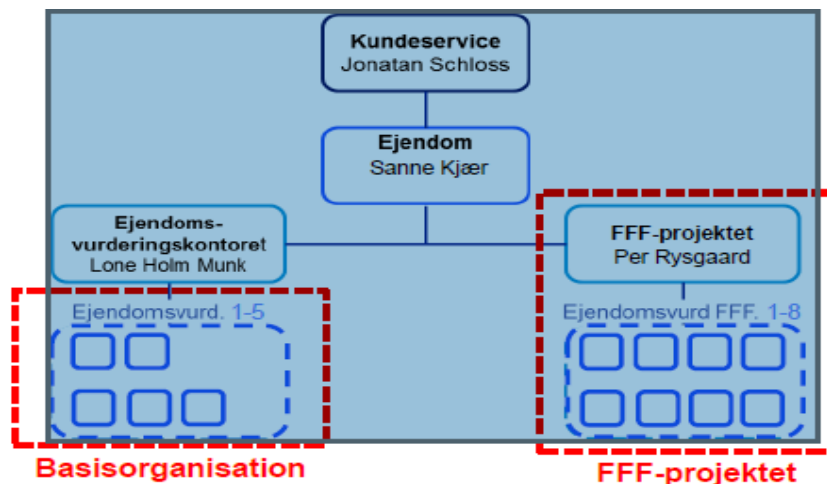 Kundeservice
Jonatan Schloss
Ejendom
Sanne Kjær
Ejendoms-
vurderingskontoret
Lone Holm Munk
FFF-projektet
Per Rysgaard
Ejendomsvurd. 1-5
Ejendomsvurd FFF. 1-8
Basisorganisation
FFF-projektet